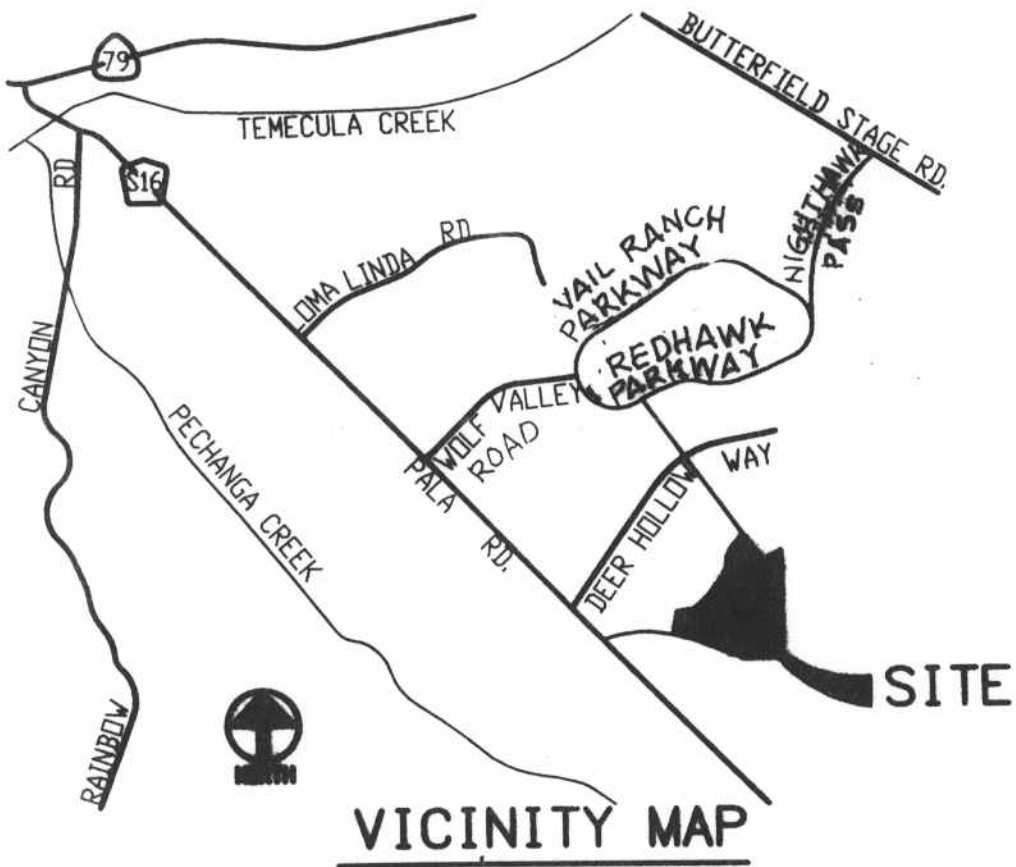 79
BUTTERFIELD STAGE RD.
TEMECULA CREEK
S16
RD
NIGHTHAWK
PASS
LOMA LINDA RD
VAIL RANCH
PARKWAY
REDHAWK
PARKWAY
CANYON
WOLF VALLEY
ROAD
PECHANGA CREEK
PALA RD.
DEER HOLLOW WAY
SITE
RAINBOW
NORTH
VICINITY MAP